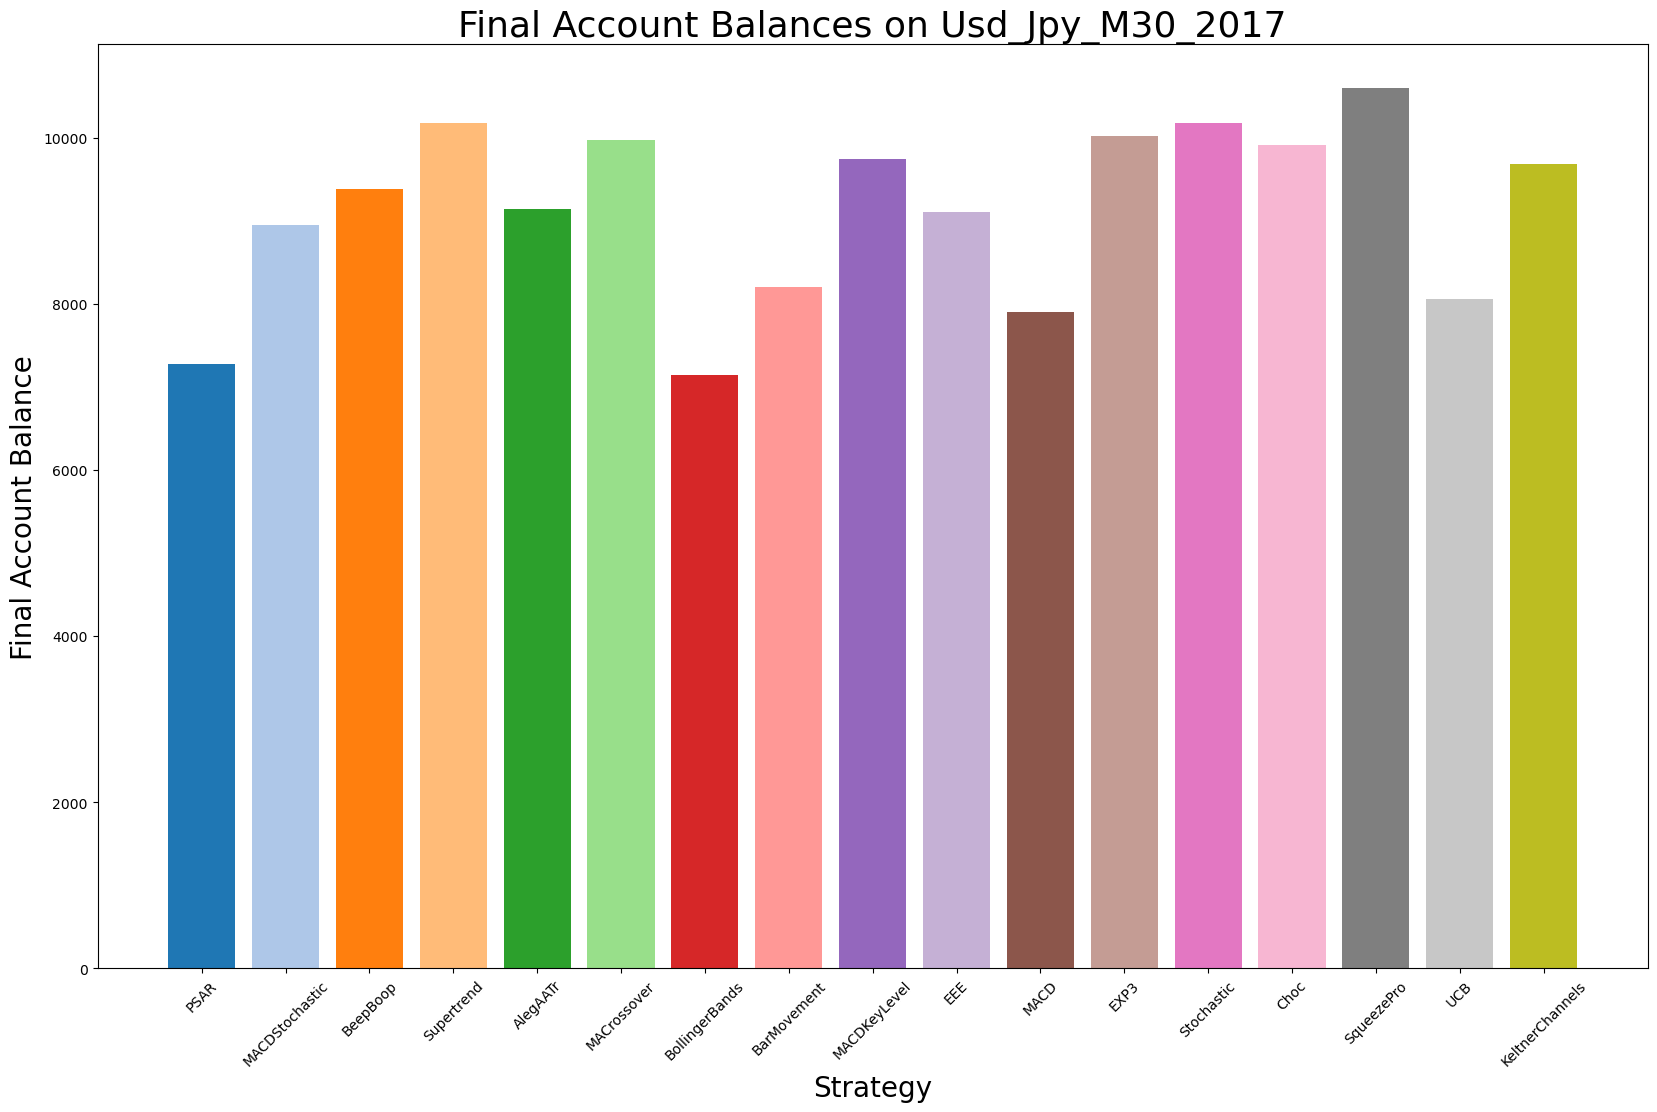 Final Account Balances on Usd_Jpy_M30_2017
Final Account Balance
10000
8000
6000
4000
2000
0
PSAR
MACDStochastic
BeepBoop
Supertrend
AlegAATr
MACrossover
BollingerBands
BarMovement
MACDKeyLevel
EEE
MACD
EXP3
Stochastic
Choc
SqueezePro
UCB
KeltnerChannels
Strategy